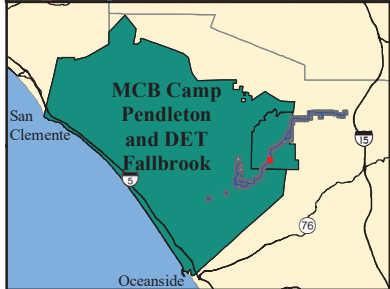 MCB Camp
Pendleton
and DET
Fallbrook
San
Clemente
15
5
76
Oceanside